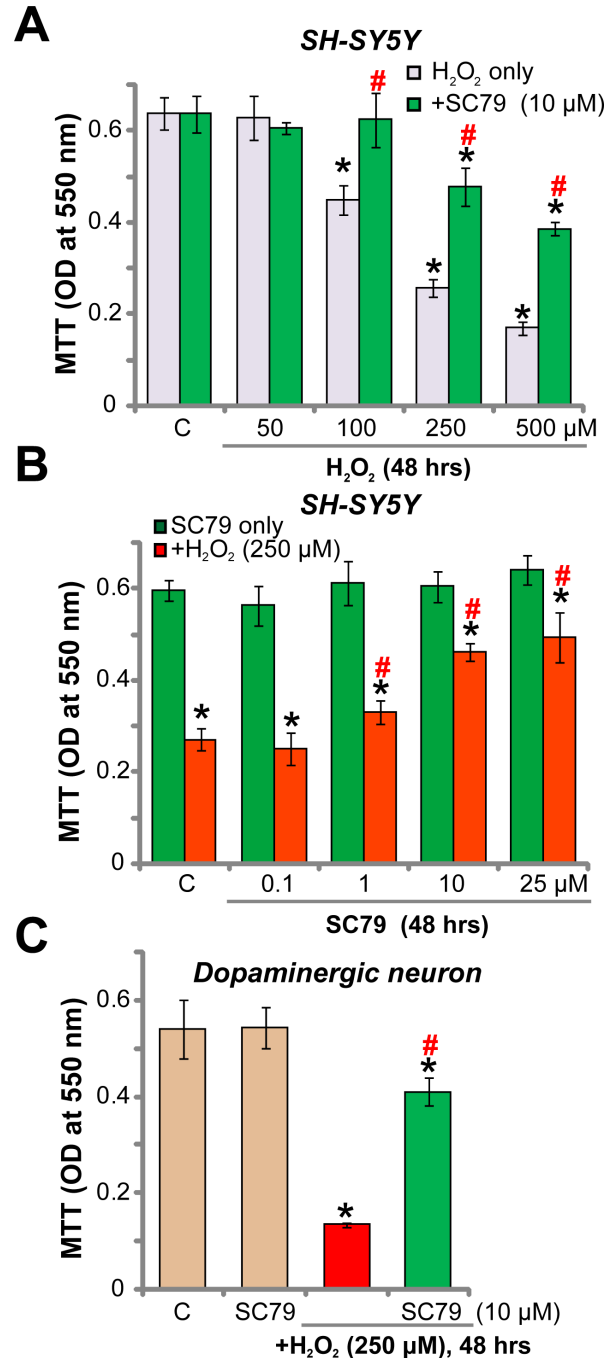 A
SH-SY5Y
H₂O₂ only
+SC79 (10 µM)
MTT (OD at 550 nm)
0.6
0.4
0.2
0
* # * # * #
*
C 50 100 250 500 µM
H₂O₂ (48 hrs)
B
SH-SY5Y
SC79 only
+H₂O₂ (250 µM)
MTT (OD at 550 nm)
0.6
0.4
0.2
0
* * # * # * # *
C 0.1 1 10 25 µM
SC79 (48 hrs)
C
Dopaminergic neuron
MTT (OD at 550 nm)
0.6
0.4
0.2
0
* # *
C SC79 SC79 (10 µM)
+H₂O₂ (250 µM), 48 hrs